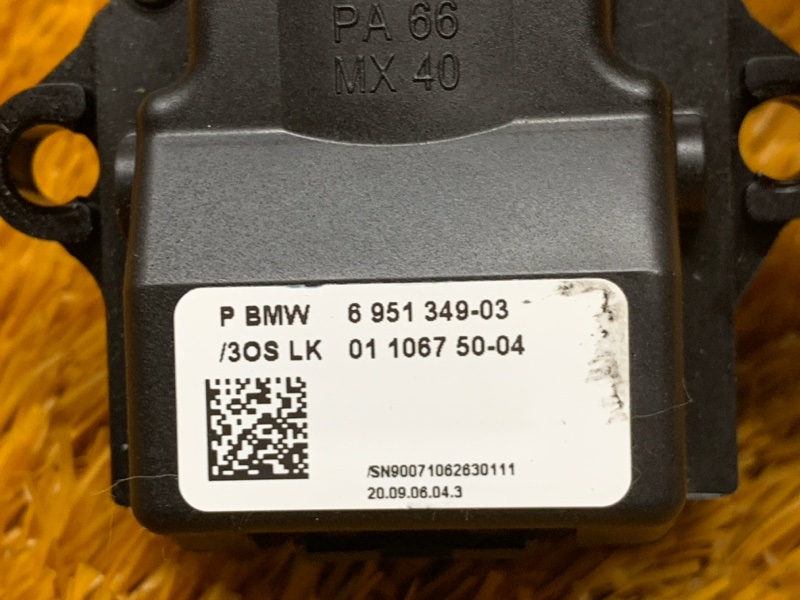 PA 66
MX 40
P BMW 6 951 349-03
/3OS LK 01 1067 50-04
/SN90071062630111
20.09.06.04.3